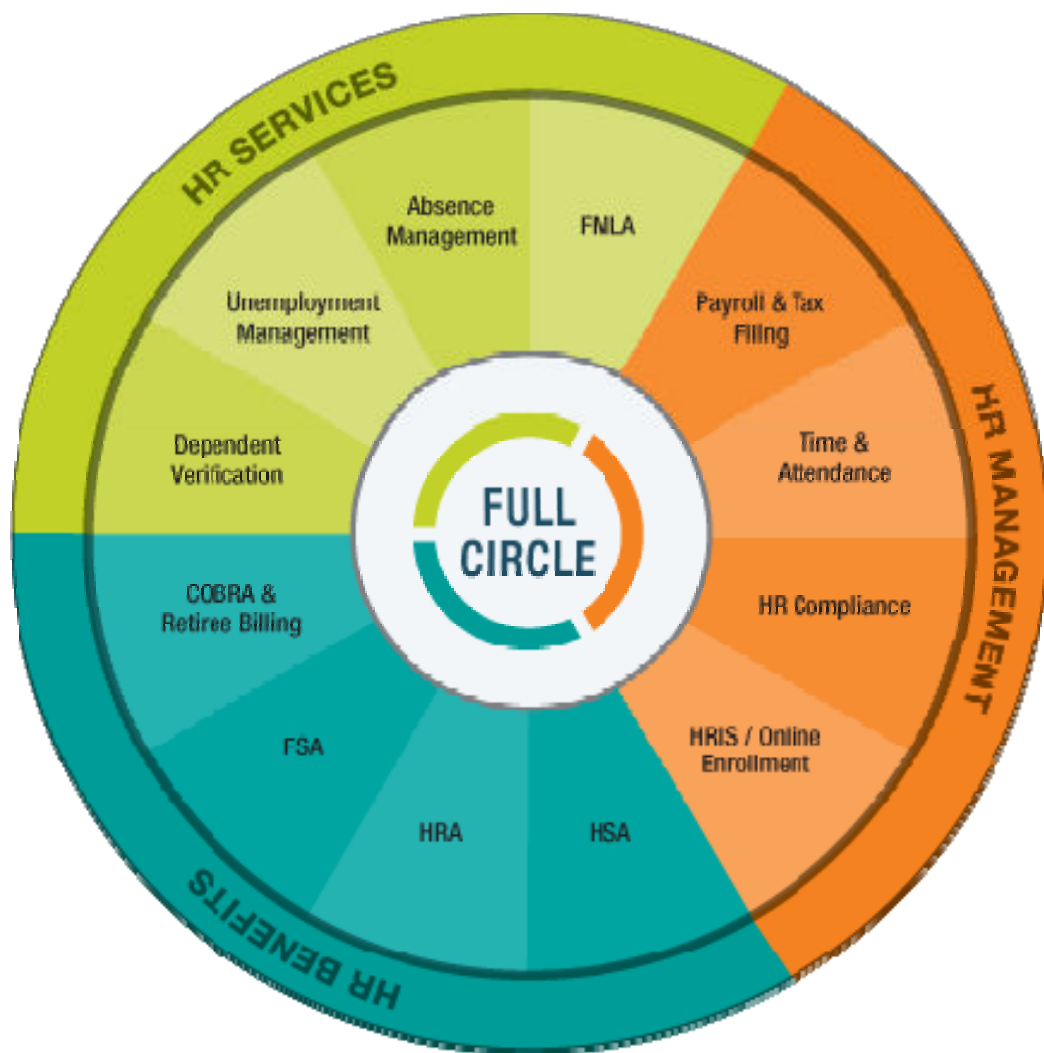 HR SERVICES
Absence
Management
FNLA
Unemployment
Management
Payroll & Tax
Filing
Dependent
Verification
Time &
Attendance
HR MANAGEMENT
FULL
CIRCLE
COBRA &
Retiree Billing
HR Compliance
FSA
HRIS / Online
Enrollment
HRA
HSA
HR BENEFITS